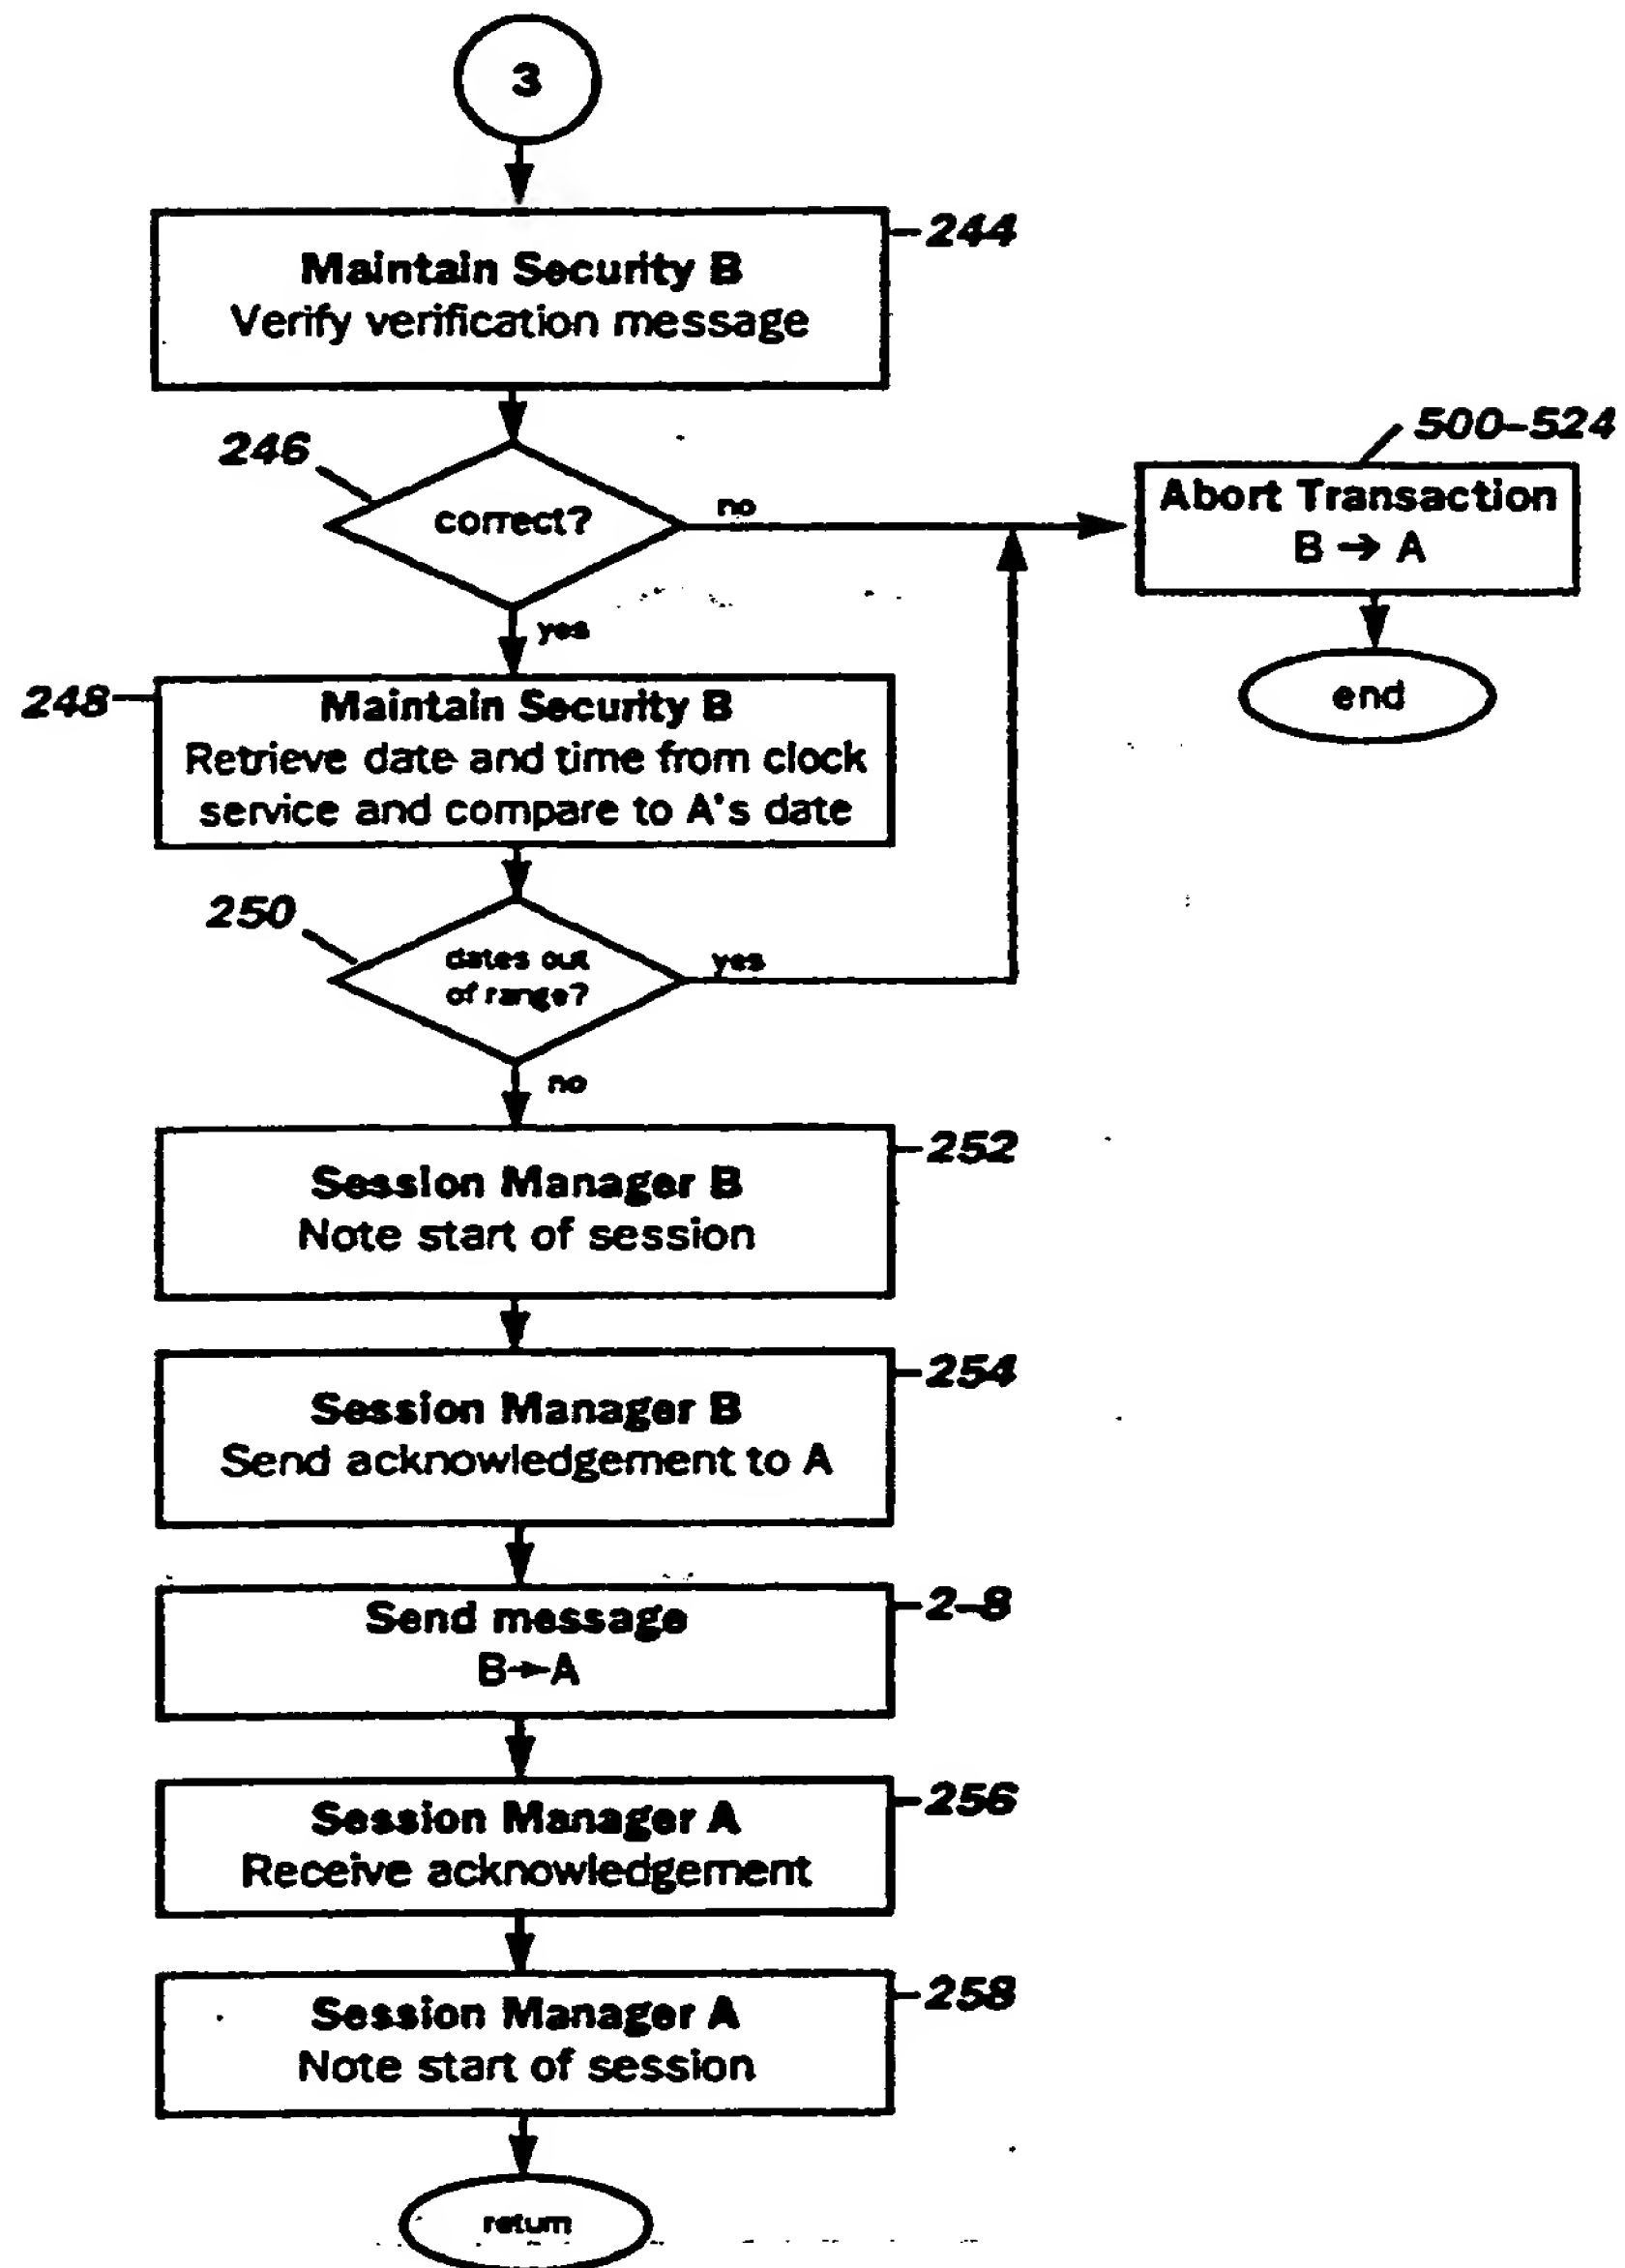 3
244
Maintain Security B
Verify verification message
246
correct?
no
500-524
Abort Transaction
B → A
end
yes
248
Maintain Security B
Retrieve date and time from clock
service and compare to A's date
250
dates out
of range?
yes
no
252
Session Manager B
Note start of session
254
Session Manager B
Send acknowledgement to A
2-8
Send message
B→A
256
Session Manager A
Receive acknowledgement
258
Session Manager A
Note start of session
return